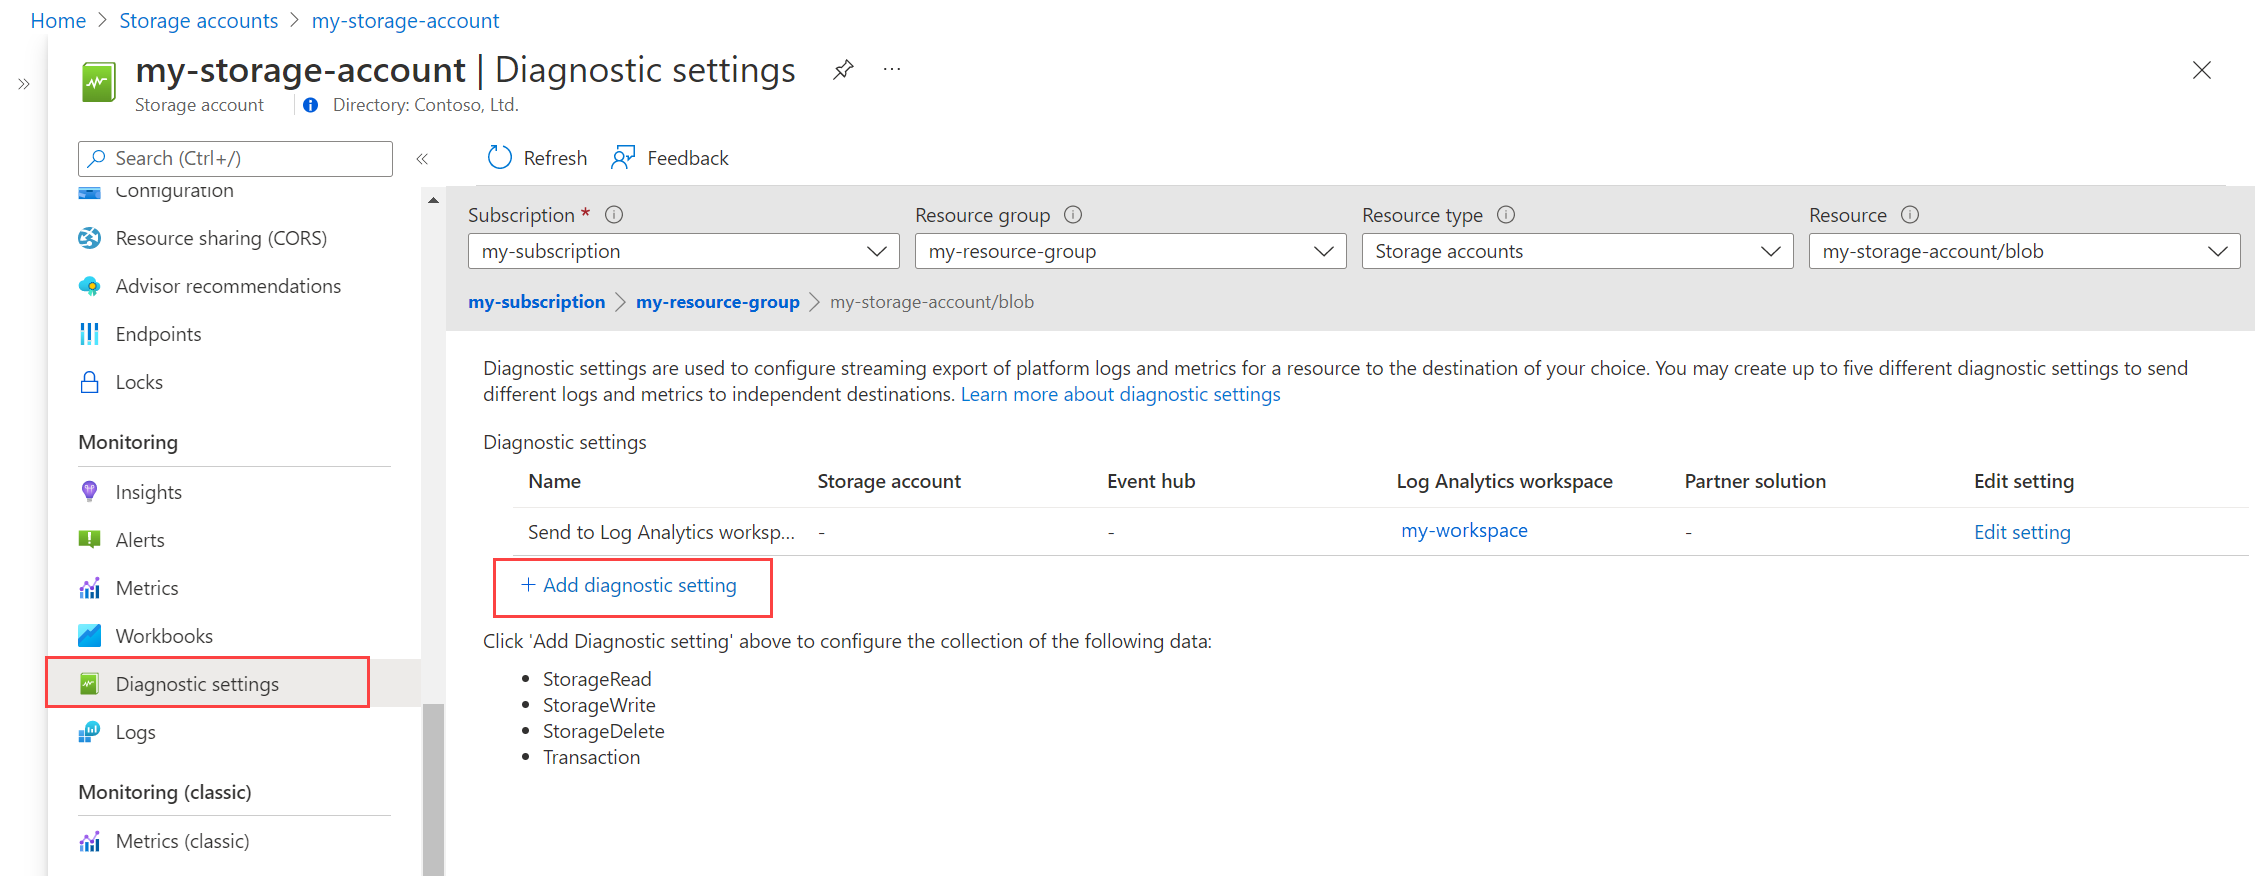 Home > Storage accounts > my-storage-account
my-storage-account | Diagnostic settings ...
Storage account | Directory: Contoso, Ltd.
Search (Ctrl+/)
Configuration
Resource sharing (CORS)
Advisor recommendations
Endpoints
Locks
Monitoring
Insights
Alerts
Metrics
Workbooks
Diagnostic settings
Logs
Monitoring (classic)
Metrics (classic)
Refresh Feedback
Subscription * Resource group Resource type Resource
my-subscription my-resource-group Storage accounts my-storage-account/blob
my-subscription > my-resource-group > my-storage-account/blob
Diagnostic settings are used to configure streaming export of platform logs and metrics for a resource to the destination of your choice. You may create up to five different diagnostic settings to send
different logs and metrics to independent destinations. Learn more about diagnostic settings
Diagnostic settings
Name Storage account Event hub Log Analytics workspace Partner solution Edit setting
Send to Log Analytics worksp... - - my-workspace - Edit setting
+ Add diagnostic setting
Click 'Add Diagnostic setting' above to configure the collection of the following data:
• StorageRead
• StorageWrite
• StorageDelete
• Transaction